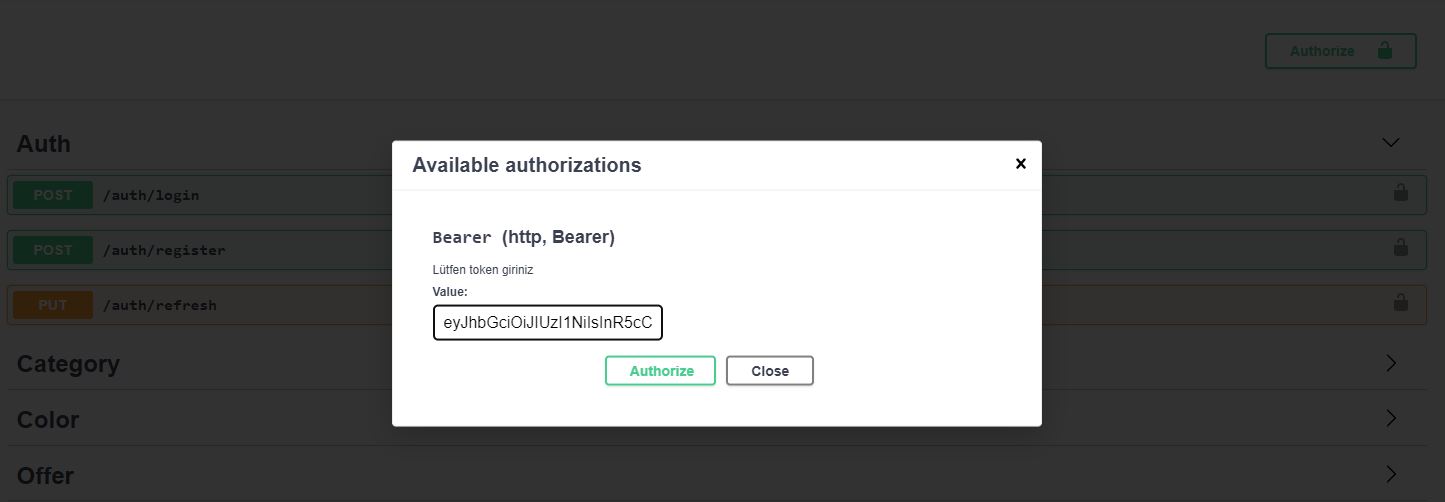 Authorize
Auth
POST /auth/login
POST /auth/register
PUT /auth/refresh
Category
Color
Offer
Available authorizations
Bearer (http, Bearer)
Lütfen token giriniz
Value:
eyJhbGciOiJIUzI1NiIsInR5cC
Authorize Close